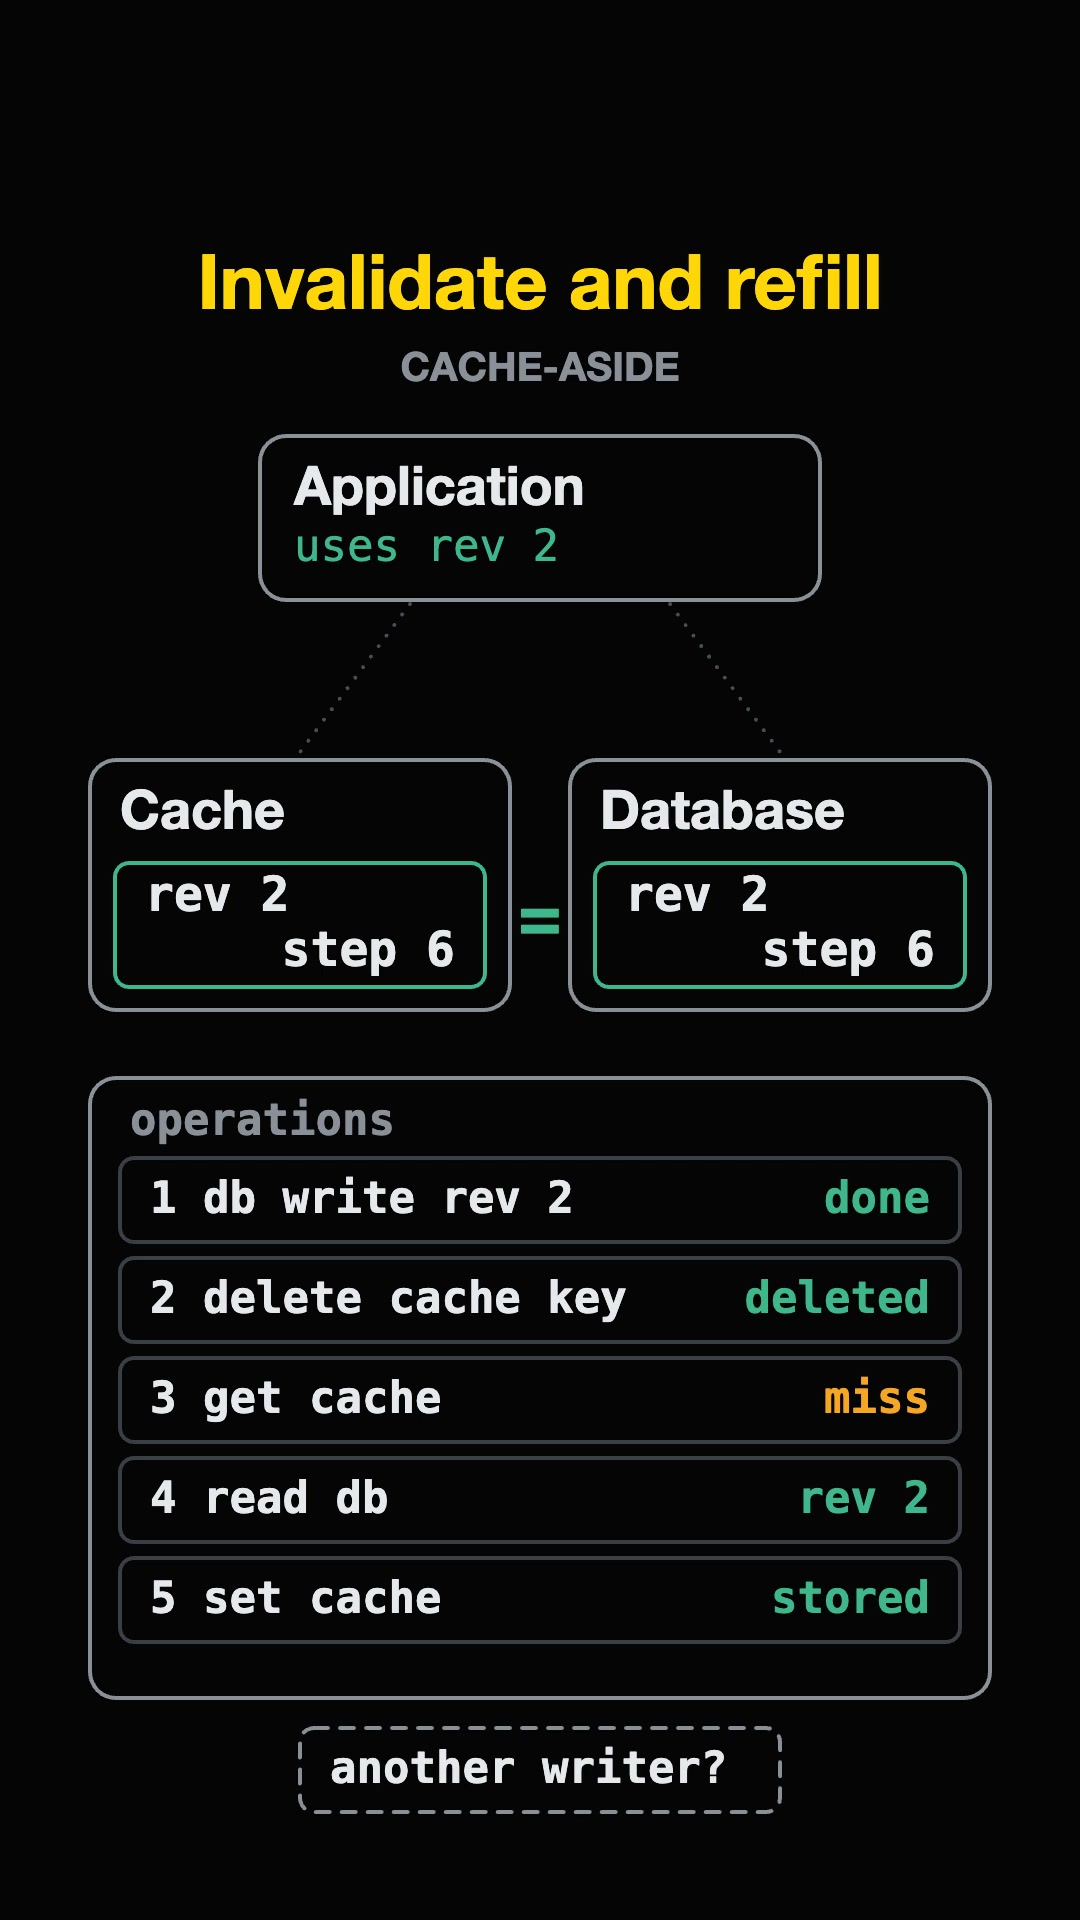 Invalidate and refill
CACHE-ASIDE
Application
uses rev 2
Cache
rev 2
step 6
=
Database
rev 2
step 6
operations
1 db write rev 2 done
2 delete cache key deleted
3 get cache miss
4 read db rev 2
5 set cache stored
another writer?